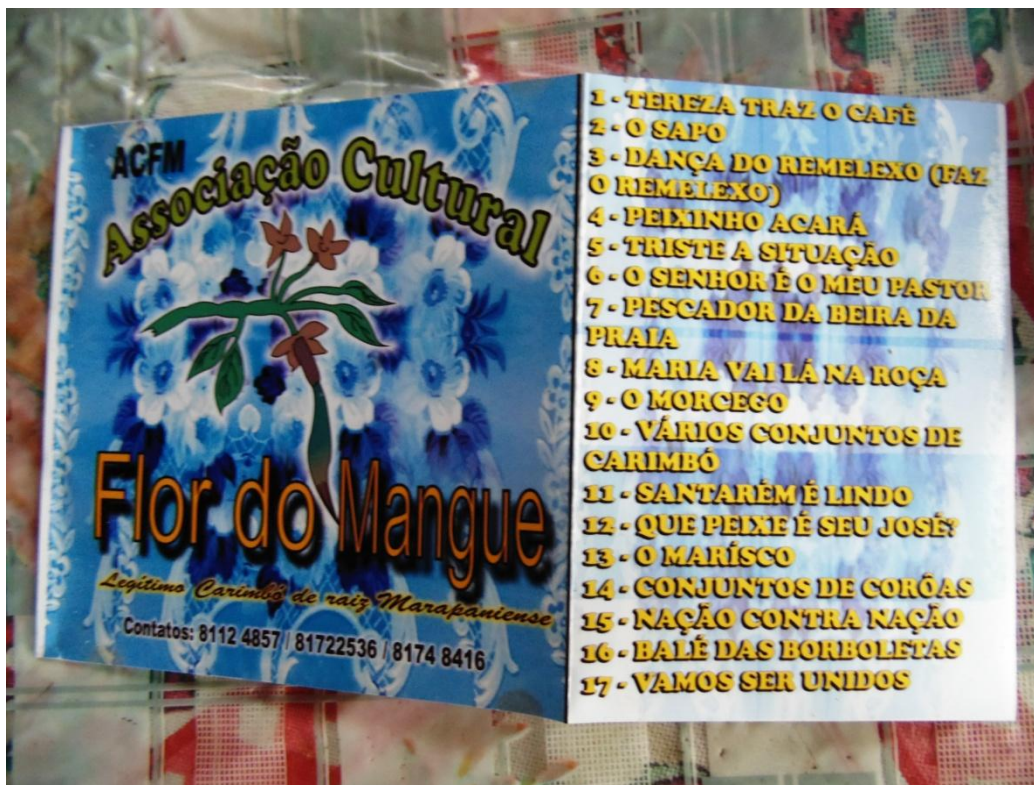 ACFM
Associação Cultural
Flor do Mangue
Legítimo Carimbó de raiz Marapaniense
Contatos: 8112 4857 / 81722536 / 8174 8416
1 - TEREZA TRAZ O CAFÉ
2 - O SAPO
3 - DANÇA DO REMELEXO (FAZ
O REMELEXO)
4 - PEIXINHO ACARÁ
5 - TRISTE A SITUAÇÃO
6 - O SENHOR É O MEU PASTOR
7 - PESCADOR DA BEIRA DA
PRAIA
8 - MARIA VAI LÁ NA ROÇA
9 - O MORCEGO
10 - VÁRIOS CONJUNTOS DE
CARIMBÓ
11 - SANTARÉM É LINDO
12 - QUE PEIXE É SEU JOSÉ?
13 - O MARÍSCO
14 - CONJUNTOS DE CORÔAS
15 - NAÇÃO CONTRA NAÇÃO
16 - BALÉ DAS BORBOLETAS
17 - VAMOS SER UNIDOS